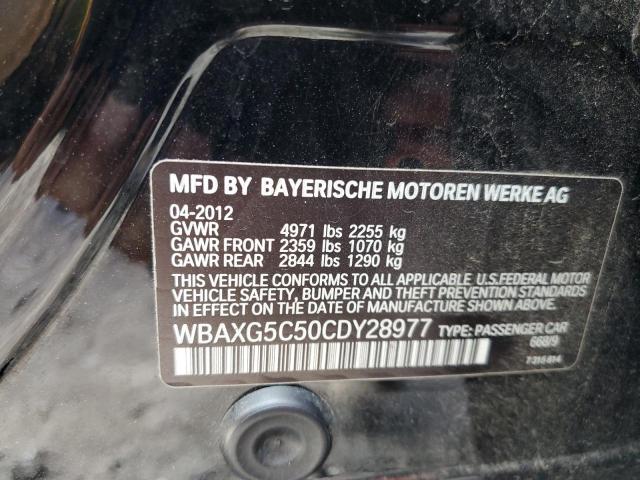 MFD BY BAYERISCHE MOTOREN WERKE AG
04-2012
GVWR 4971 lbs 2255 kg
GAWR FRONT 2359 lbs 1070 kg
GAWR REAR 2844 lbs 1290 kg
THIS VEHICLE CONFORMS TO ALL APPLICABLE U.S.FEDERAL MOTOR
VEHICLE SAFETY, BUMPER AND THEFT PREVENTION STANDARDS
IN EFFECT ON THE DATE OF MANUFACTURE SHOWN ABOVE.
WBAXG5C50CDY28977 TYPE: PASSENGER CAR
668/9